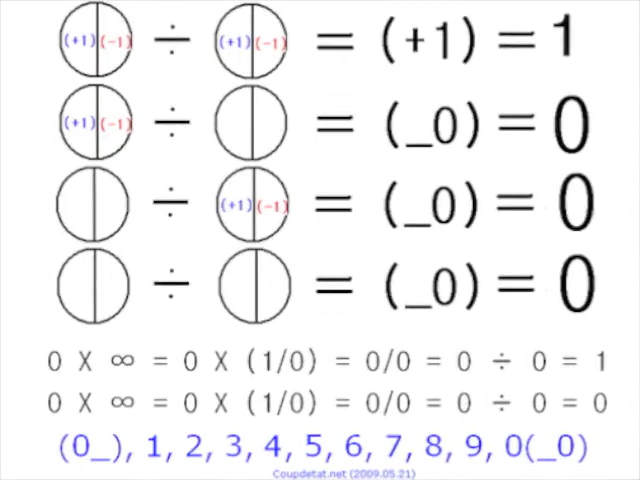 (+1) (-1) ÷ (+1) (-1) = (+1) = 1
(+1) (-1) ÷ = (_0) = 0
÷ (+1) (-1) = (_0) = 0
÷ = (_0) = 0
0 X ∞ = 0 X (1/0) = 0/0 = 0 ÷ 0 = 1
0 X ∞ = 0 X (1/0) = 0/0 = 0 ÷ 0 = 0
(0_), 1, 2, 3, 4, 5, 6, 7, 8, 9, 0(_0)
Coupdetat.net (2009.05.21)